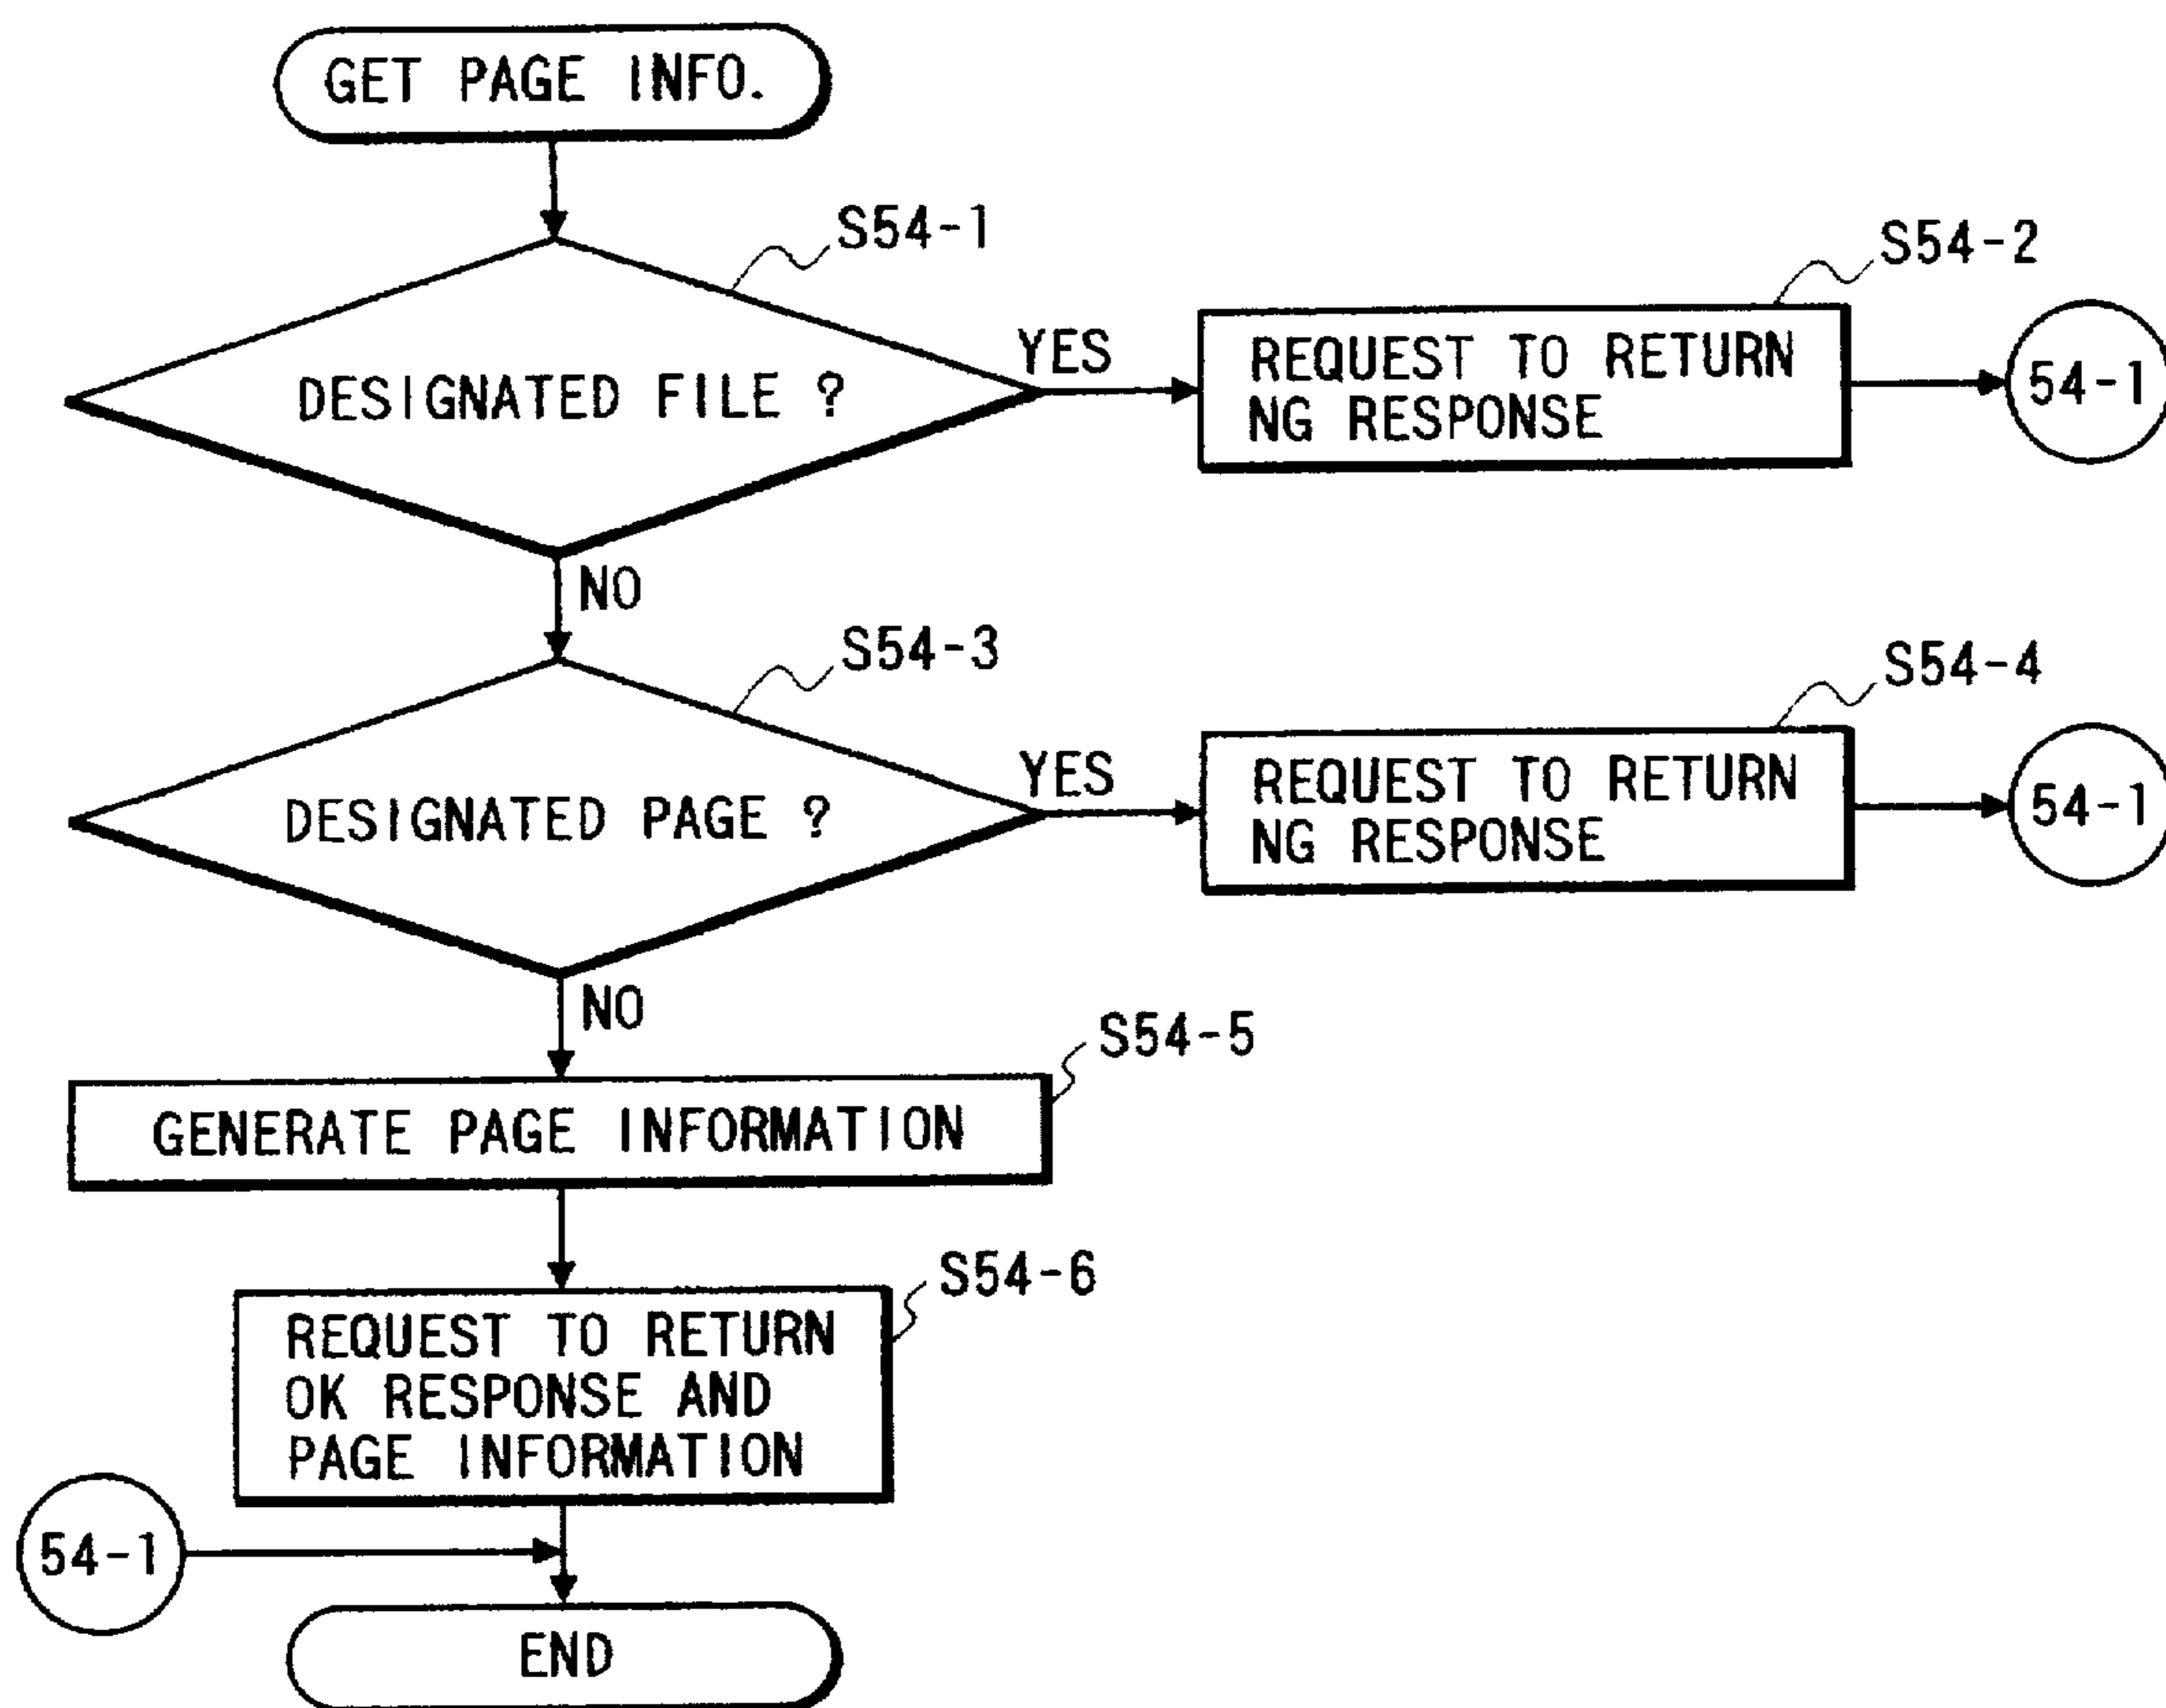 GET PAGE INFO.
S54-1
DESIGNATED FILE ?
YES
S54-2
REQUEST TO RETURN
NG RESPONSE
54-1
NO
S54-3
DESIGNATED PAGE ?
YES
S54-4
REQUEST TO RETURN
NG RESPONSE
54-1
NO
S54-5
GENERATE PAGE INFORMATION
S54-6
REQUEST TO RETURN
OK RESPONSE AND
PAGE INFORMATION
54-1
END